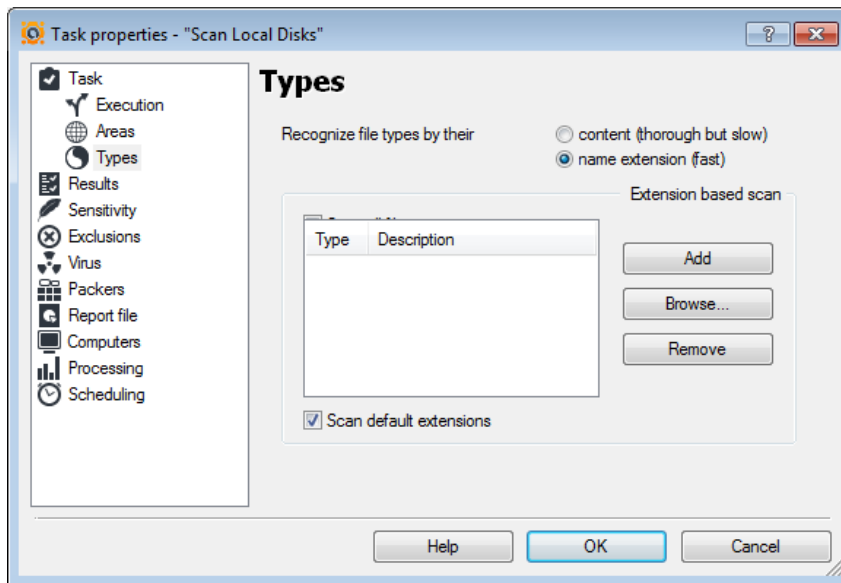 Task properties - "Scan Local Disks"
Task
Execution
Areas
Types
Results
Sensitivity
Exclusions
Virus
Packers
Report file
Computers
Processing
Scheduling
Types
Recognize file types by their
content (thorough but slow)
name extension (fast)
Extension based scan
Type Description
Add
Browse...
Remove
Scan default extensions
Help OK Cancel